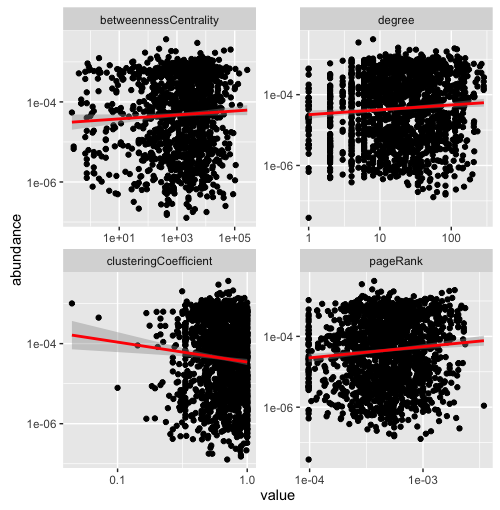 betweennessCentrality
degree
1e-04
1e-06
1e-04
1e-06
1e+01
1e+03
1e+05
1
10
100
abundance
clusteringCoefficient
pageRank
1e-04
1e-06
1e-04
1e-06
0.1
1.0
1e-04
1e-03
value